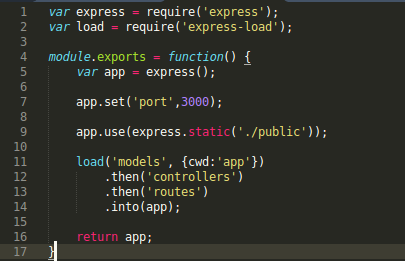 1 var express = require('express');
2 var load = require('express-load');
3
4 module.exports = function() {
5 var app = express();
6
7 app.set('port',3000);
8
9 app.use(express.static('./public'));
10
11 load('models', {cwd:'app'})
12 .then('controllers')
13 .then('routes')
14 .into(app);
15
16 return app;
17 }